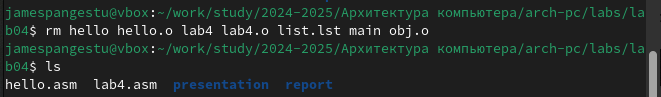 jamespangestu@vbox:~/work/study/2024-2025/Архитектура компьютера/arch-pc/labs/la
b04$ rm hello hello.o lab4 lab4.o list.lst main obj.o
jamespangestu@vbox:~/work/study/2024-2025/Архитектура компьютера/arch-pc/labs/la
b04$ ls
hello.asm  lab4.asm  presentation  report